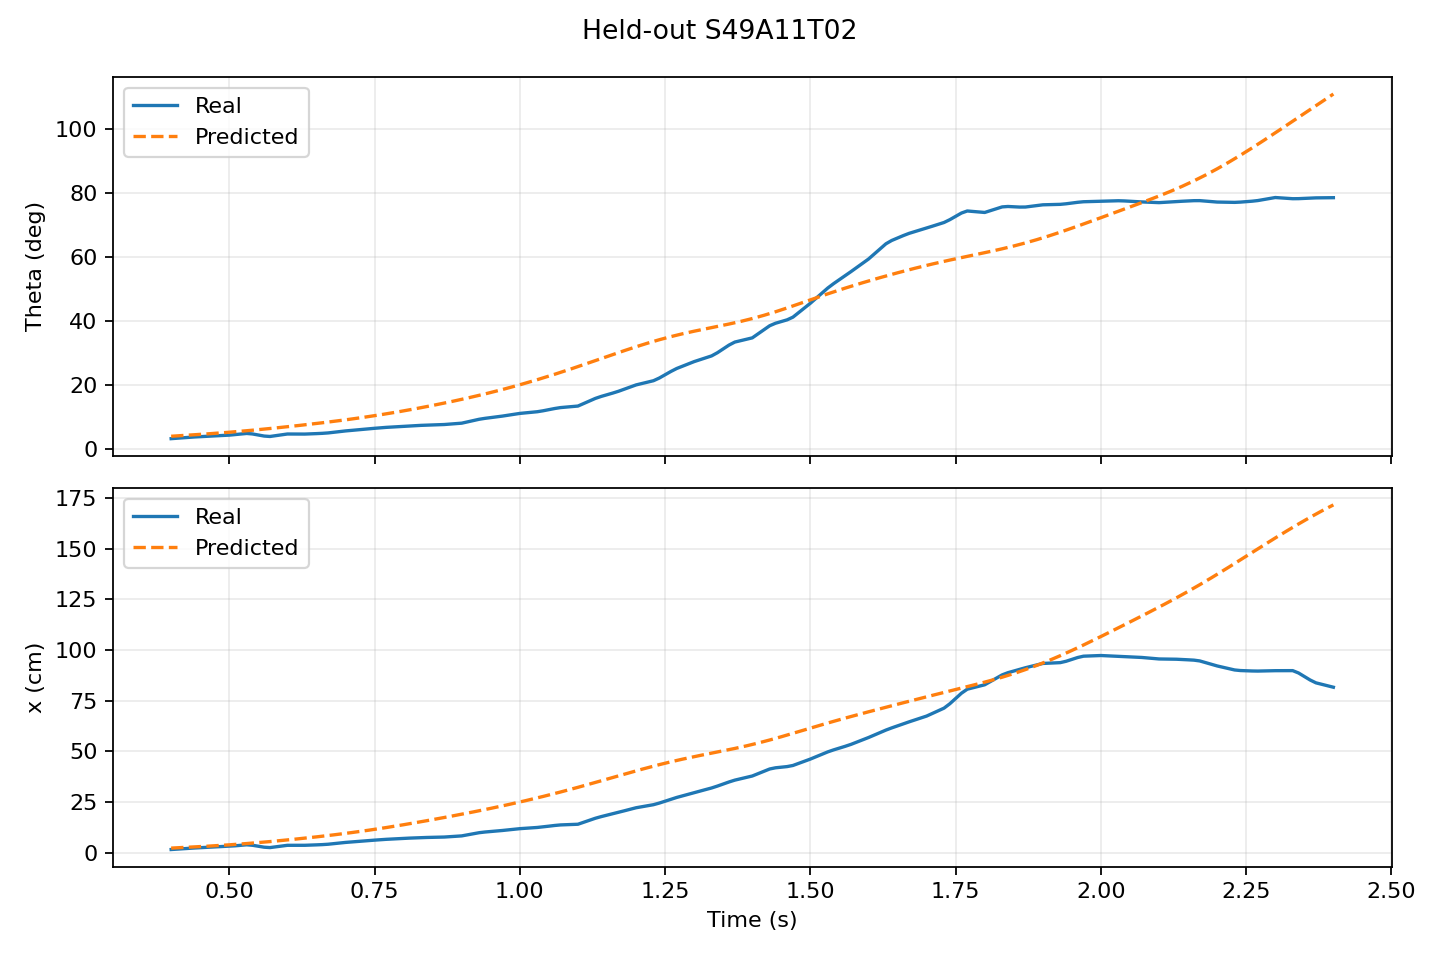 Held-out S49A11T02
Real
Predicted
Theta (deg)
100
80
60
40
20
0
Real
Predicted
x (cm)
175
150
125
100
75
50
25
0
0.50 0.75 1.00 1.25 1.50 1.75 2.00 2.25 2.50
Time (s)